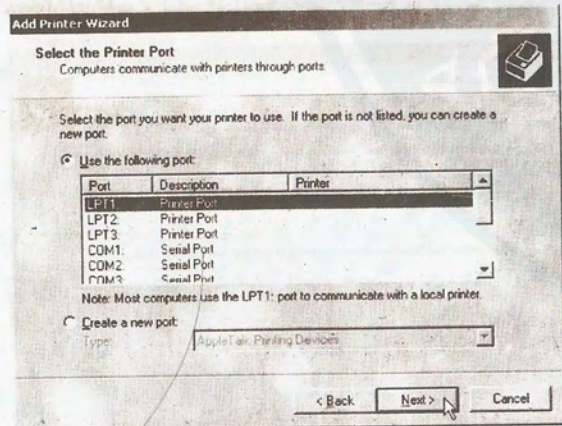 Add Printer Wizard
Select the Printer Port
Computers communicate with printers through ports.
Select the port you want your printer to use. If the port is not listed, you can create a
new port.
Use the following port:
Port Description Printer
LPT1: Printer Port
LPT2: Printer Port
LPT3: Printer Port
COM1: Serial Port
COM2: Serial Port
COM3: Serial Port
Note: Most computers use the LPT1: port to communicate with a local printer.
Create a new port:
Type: AppleTalk Printing Devices
< Back Next > Cancel